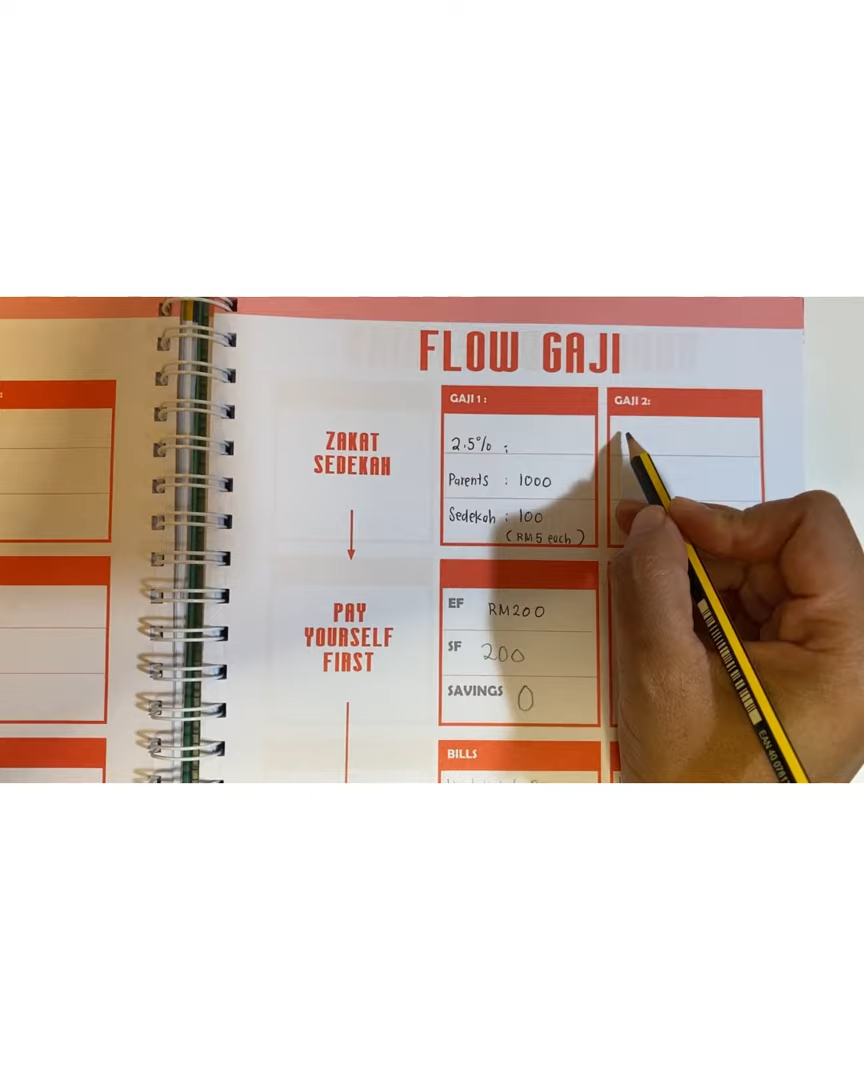 FLOW GAJI
GAJI 1:
GAJI 2:
ZAKAT
SEDEKAH
2.5% :
Parents : 1000
Sedekah : 100
(RM5 each)
PAY
YOURSELF
FIRST
EF RM200
SF 200
SAVINGS 0
BILLS